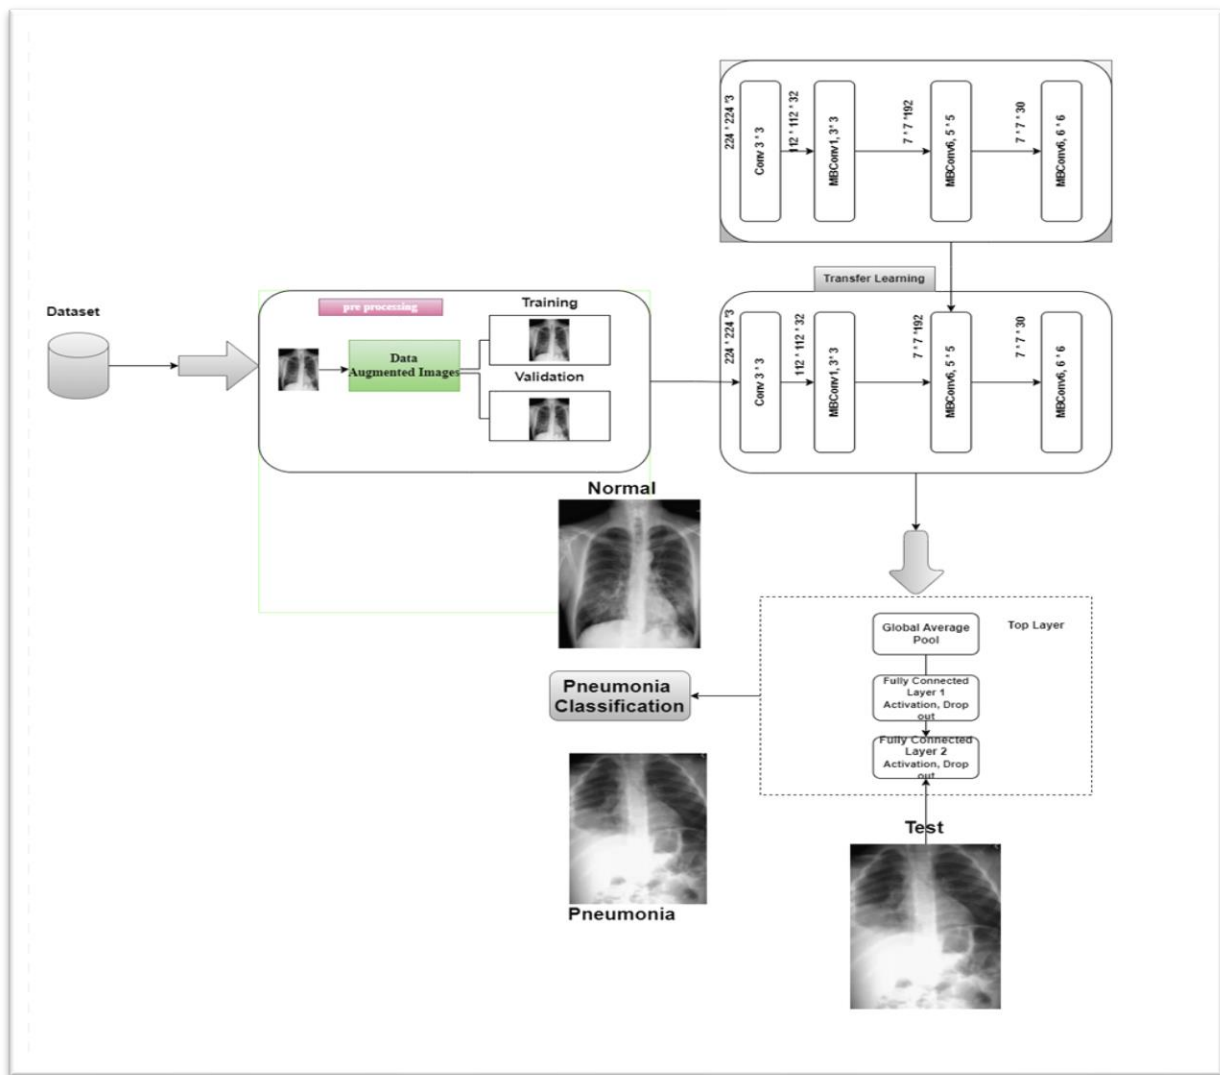 224 * 224 *3
Conv 3 * 3
112 * 112 * 32
MBConv1, 3* 3
7 * 7 *192
MBConv6, 5 * 5
7 * 7 * 30
MBConv6, 6 * 6
Transfer Learning
Dataset
pre processing
Data
Augmented Images
Training
Validation
224 * 224 *3
Conv 3 * 3
112 * 112 * 32
MBConv1, 3* 3
7 * 7 *192
MBConv6, 5 * 5
7 * 7 * 30
MBConv6, 6 * 6
Normal
Top Layer
Global Average
Pool
Fully Connected
Layer 1
Activation, Drop
out
Fully Connected
Layer 2
Activation, Drop
out
Pneumonia
Classification
Pneumonia
Test